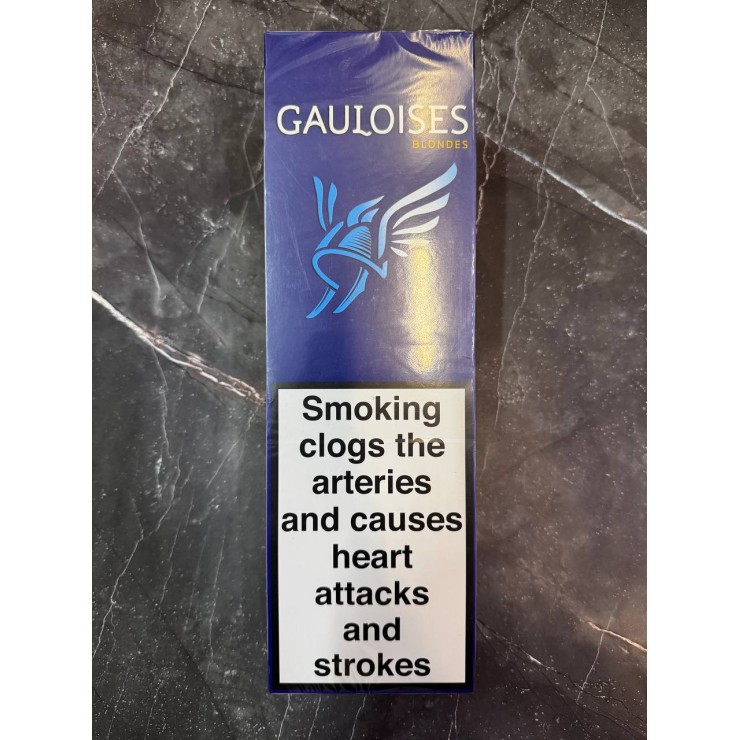 GAULOISES
BLONDES
Smoking
clogs the
arteries
and causes
heart
attacks
and
strokes